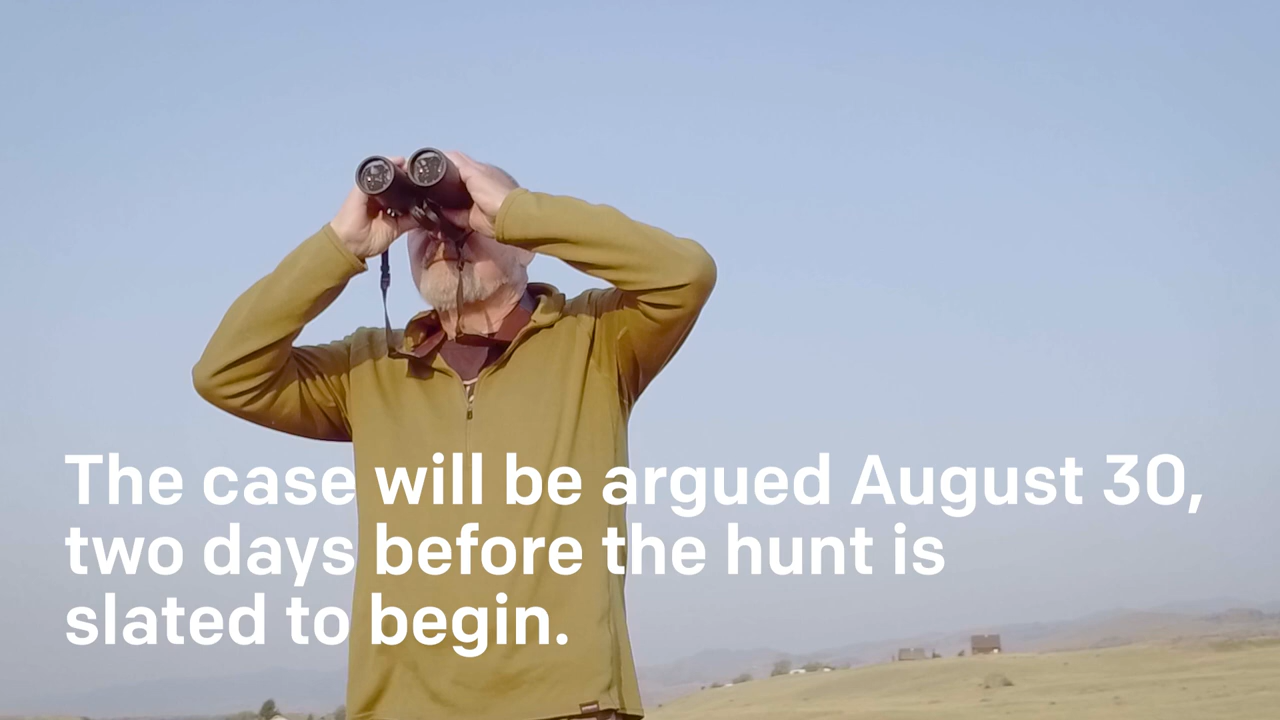 The case will be argued August 30,
two days before the hunt is
slated to begin.